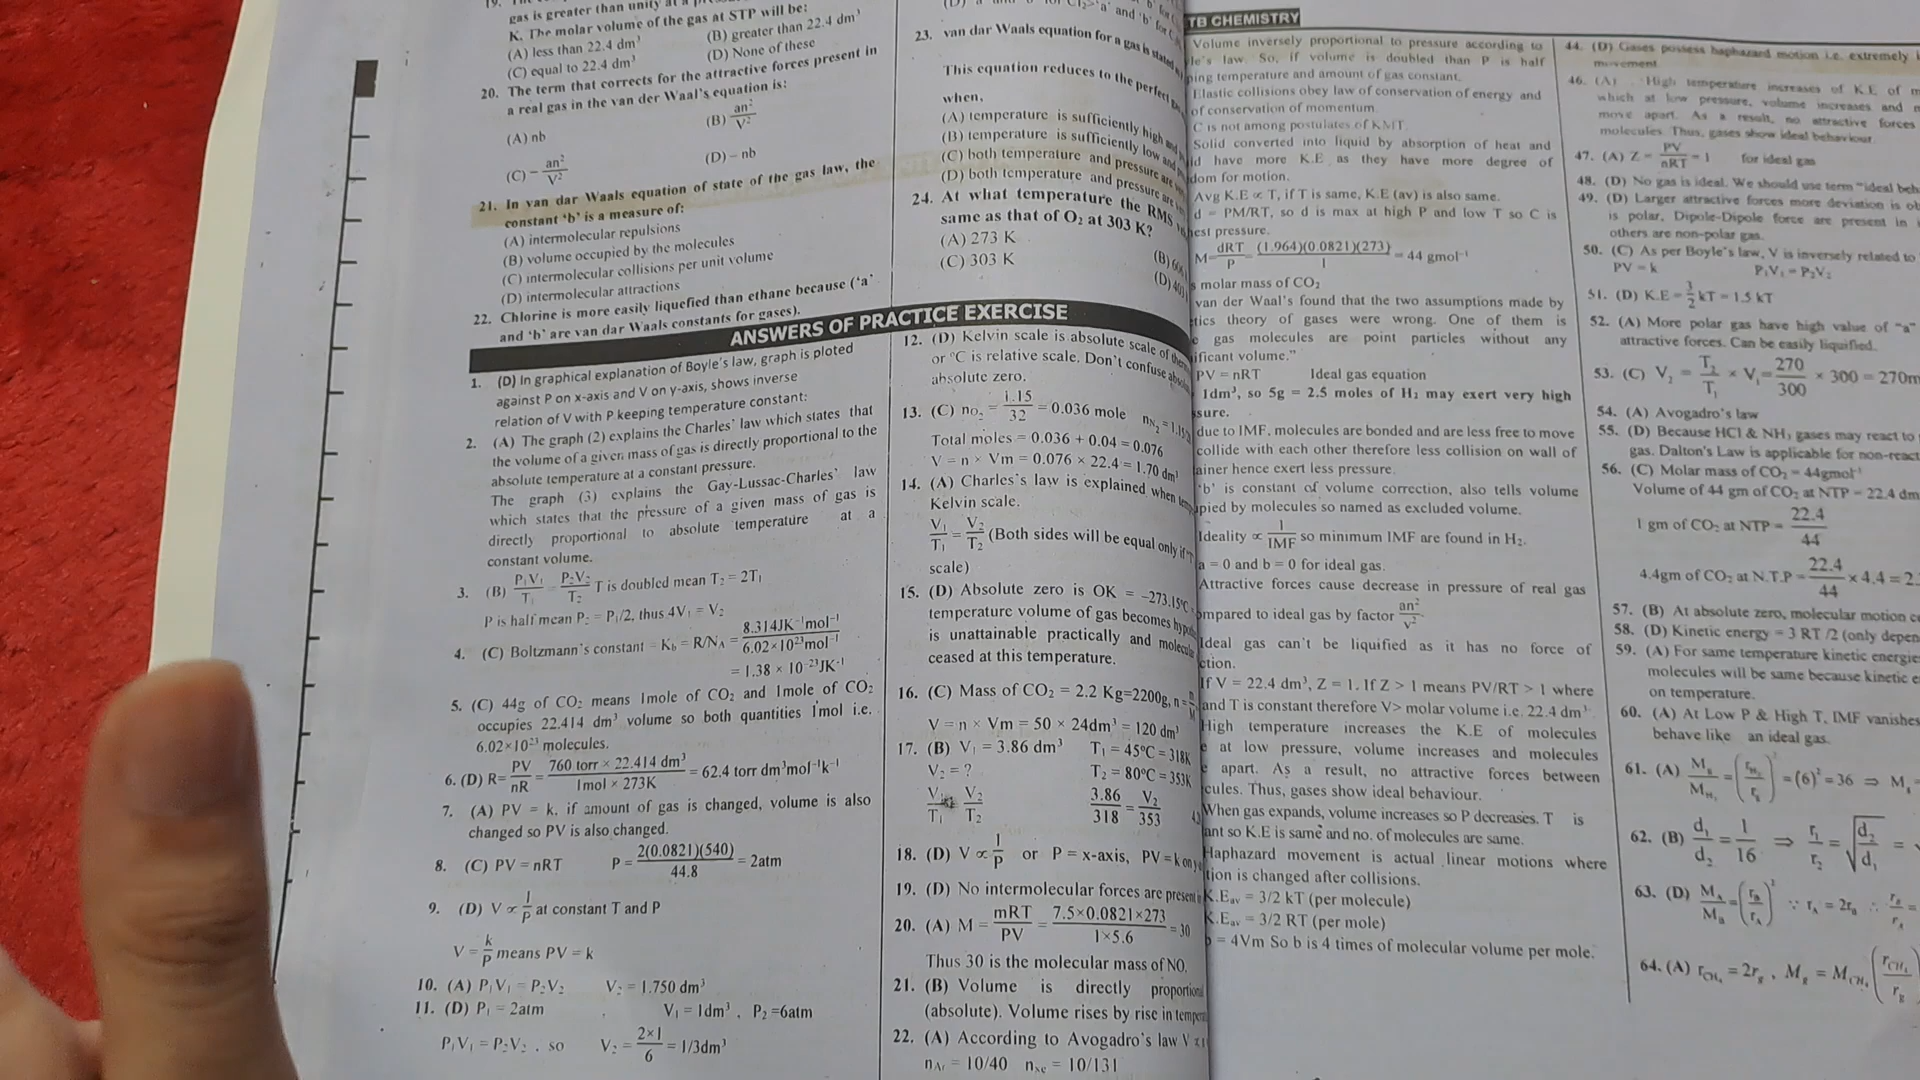 gas is greater than unity at a
K. The molar volume of the gas at STP will be:
(A) less than 22.4 dm³ (B) greater than 22.4 dm³
(C) equal to 22.4 dm³ (D) None of these
20. The term that corrects for the attractive forces present in
a real gas in the van der Waal's equation is:
(A) nb (B) an²/V²
(C) – an²/V² (D) – nb
21. In van dar Waals equation of state of the gas law, the
constant 'b' is a measure of:
(A) intermolecular repulsions
(B) volume occupied by the molecules
(C) intermolecular collisions per unit volume
(D) intermolecular attractions
22. Chlorine is more easily liquefied than ethane because ('a'
and 'b' are van dar Waals constants for gases).
23. van dar Waals equation for a gas is stated
This equation reduces to the perfect
when,
(A) temperature is sufficiently high and
(B) temperature is sufficiently low and
(C) both temperature and pressure are
(D) both temperature and pressure are
24. At what temperature the RMS
same as that of O₂ at 303 K?
(A) 273 K
(C) 303 K
ANSWERS OF PRACTICE EXERCISE
1. (D) In graphical explanation of Boyle's law, graph is ploted
against P on x-axis and V on y-axis, shows inverse
relation of V with P keeping temperature constant:
2. (A) The graph (2) explains the Charles' law which states that
the volume of a given mass of gas is directly proportional to the
absolute temperature at a constant pressure.
The graph (3) explains the Gay-Lussac-Charles' law
which states that the pressure of a given mass of gas is
directly proportional to absolute temperature at a
constant volume.
3. (B) P₁V₁/T₁ = P₂V₂/T₂ T is doubled mean T₂ = 2T₁
P is half mean P₂ = P₁/2, thus 4V₁ = V₂
4. (C) Boltzmann's constant = Kb = R/NA = 8.314JK⁻¹mol⁻¹/6.02×10²³mol⁻¹
= 1.38 × 10⁻²³JK⁻¹
5. (C) 44g of CO₂ means 1mole of CO₂ and 1mole of CO₂
occupies 22.414 dm³ volume so both quantities 1mol i.e.
6.02×10²³ molecules.
6. (D) R= PV/nR = 760 torr × 22.414 dm³/1mol × 273K = 62.4 torr dm³mol⁻¹k⁻¹
7. (A) PV = k. if amount of gas is changed, volume is also
changed so PV is also changed.
8. (C) PV = nRT P = 2(0.0821)(540)/44.8 = 2atm
9. (D) V ∝ 1/P at constant T and P
V = k/P means PV = k
10. (A) P₁V₁ = P₂V₂ V₂ = 1.750 dm³
11. (D) P₁ = 2atm V₁ = 1dm³ , P₂ =6atm
P₁V₁ = P₂V₂ , so V₂ = 2×1/6 = 1/3dm³
12. (D) Kelvin scale is absolute scale of
or °C is relative scale. Don't confuse
absolute zero.
13. (C) nO₂ = 1.15/32 = 0.036 mole
Total moles = 0.036 + 0.04 = 0.076
V = n × Vm = 0.076 × 22.4 = 1.70 dm³
14. (A) Charles's law is explained when
Kelvin scale.
V₁/T₁ = V₂/T₂ (Both sides will be equal only if
scale)
15. (D) Absolute zero is OK = –273.15°C
temperature volume of gas becomes
is unattainable practically and
ceased at this temperature.
16. (C) Mass of CO₂ = 2.2 Kg=2200g, n =
V = n × Vm = 50 × 24dm³ = 120 dm³
17. (B) V₁ = 3.86 dm³ T₁ = 45°C = 318K
V₂ = ? T₂ = 80°C = 353K
V₁/T₁ = V₂/T₂ 3.86/318 = V₂/353
18. (D) V ∝ 1/P or P = x-axis, PV = k on
19. (D) No intermolecular forces are present
20. (A) M = mRT/PV = 7.5×0.0821×273/1×5.6 = 30
Thus 30 is the molecular mass of NO.
21. (B) Volume is directly
(absolute). Volume rises by rise in
22. (A) According to Avogadro's law V
nAr = 10/40 nxe = 10/131
TB CHEMISTRY
Volume inversely proportional to pressure according to
law. So, if volume is doubled than P is half
temperature and amount of gas constant.
Elastic collisions obey law of conservation of energy and
of conservation of momentum.
C is not among postulates of KMT.
Solid converted into liquid by absorption of heat and
have more K.E as they have more degree of
for motion.
Avg K.E ∝ T, if T is same, K.E (av) is also same.
d = PM/RT, so d is max at high P and low T so C is
pressure.
M= dRT/P = (1.964)(0.0821)(273)/1 = 44 gmol⁻¹
molar mass of CO₂
van der Waal's found that the two assumptions made by
theory of gases were wrong. One of them is
gas molecules are point particles without any
volume."
PV = nRT Ideal gas equation
1dm³, so 5g = 2.5 moles of H₂ may exert very high
due to IMF, molecules are bonded and are less free to move
collide with each other therefore less collision on wall of
hence exert less pressure.
'b' is constant of volume correction, also tells volume
by molecules so named as excluded volume.
Ideality ∝ 1/IMF so minimum IMF are found in H₂.
a = 0 and b = 0 for ideal gas.
Attractive forces cause decrease in pressure of real gas
to ideal gas by factor an²/v²
Ideal gas can't be liquified as it has no force of
If V = 22.4 dm³, Z = 1. If Z > 1 means PV/RT > 1 where
and T is constant therefore V> molar volume i.e. 22.4 dm³
High temperature increases the K.E of molecules
at low pressure, volume increases and molecules
apart. As a result, no attractive forces between
Thus, gases show ideal behaviour.
When gas expands, volume increases so P decreases. T is
so K.E is same and no. of molecules are same.
Haphazard movement is actual linear motions where
is changed after collisions.
K.Eav = 3/2 kT (per molecule)
K.Eav = 3/2 RT (per mole)
b = 4Vm So b is 4 times of molecular volume per mole.
44. (D) Gases possess haphazard motion i.e. extremely
movement.
46. (A) High temperature increases of K.E of
which at low pressure, volume increases and
move apart. As a result, no attractive forces
molecules. Thus, gases show ideal behaviour.
47. (A) Z = PV/nRT = 1 for ideal gas
48. (D) No gas is ideal. We should use term "ideal
49. (D) Larger attractive forces more deviation is
is polar. Dipole-Dipole force are present in
others are non-polar gas.
50. (C) As per Boyle's law, V is inversely related to
PV = k P₁V₁ = P₂V₂
51. (D) K.E = 3/2 kT = 1.5 kT
52. (A) More polar gas have high value of "a"
attractive forces. Can be easily liquified.
53. (C) V₂ = T₂/T₁ × V₁ = 270/300 × 300 = 270m
54. (A) Avogadro's law
55. (D) Because HCl & NH₃ gases may react to
gas. Dalton's Law is applicable for
56. (C) Molar mass of CO₂ = 44gmol⁻¹
Volume of 44 gm of CO₂ at NTP = 22.4 dm
1 gm of CO₂ at NTP = 22.4/44
4.4gm of CO₂ at N.T.P = 22.4/44 × 4.4 = 2.
57. (B) At absolute zero, molecular motion
58. (D) Kinetic energy = 3 RT /2 (only
59. (A) For same temperature kinetic
molecules will be same because kinetic
on temperature.
60. (A) At Low P & High T, IMF vanishes
behave like an ideal gas.
61. (A) Mg/MH₂ = (rH₂/rg)² = (6)² = 36 ⇒
62. (B) d₁/d₂ = 1/16 ⇒ r₁/r₂ = √d₂/d₁ =
63. (D) MA/MB = (rB/rA)² ∵ rA = 2rB ∴
64. (A) rCH₄ = 2rg , Mg = MCH₄ (rCH₄/rg)